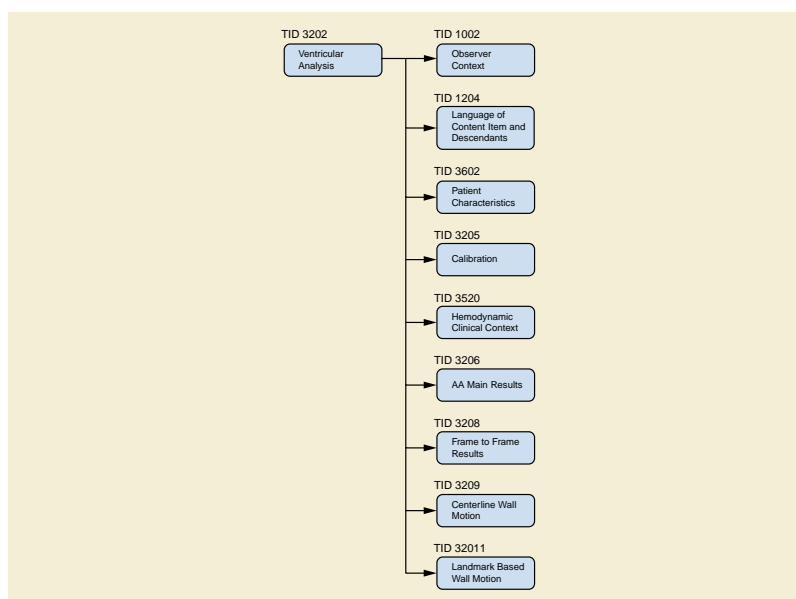 TID 3202
Ventricular
Analysis
TID 1002
Observer
Context
TID 1204
Language of
Content Item and
Descendants
TID 3602
Patient
Characteristics
TID 3205
Calibration
TID 3520
Hemodynamic
Clinical Context
TID 3206
AA Main Results
TID 3208
Frame to Frame
Results
TID 3209
Centerline Wall
Motion
TID 32011
Landmark Based
Wall Motion